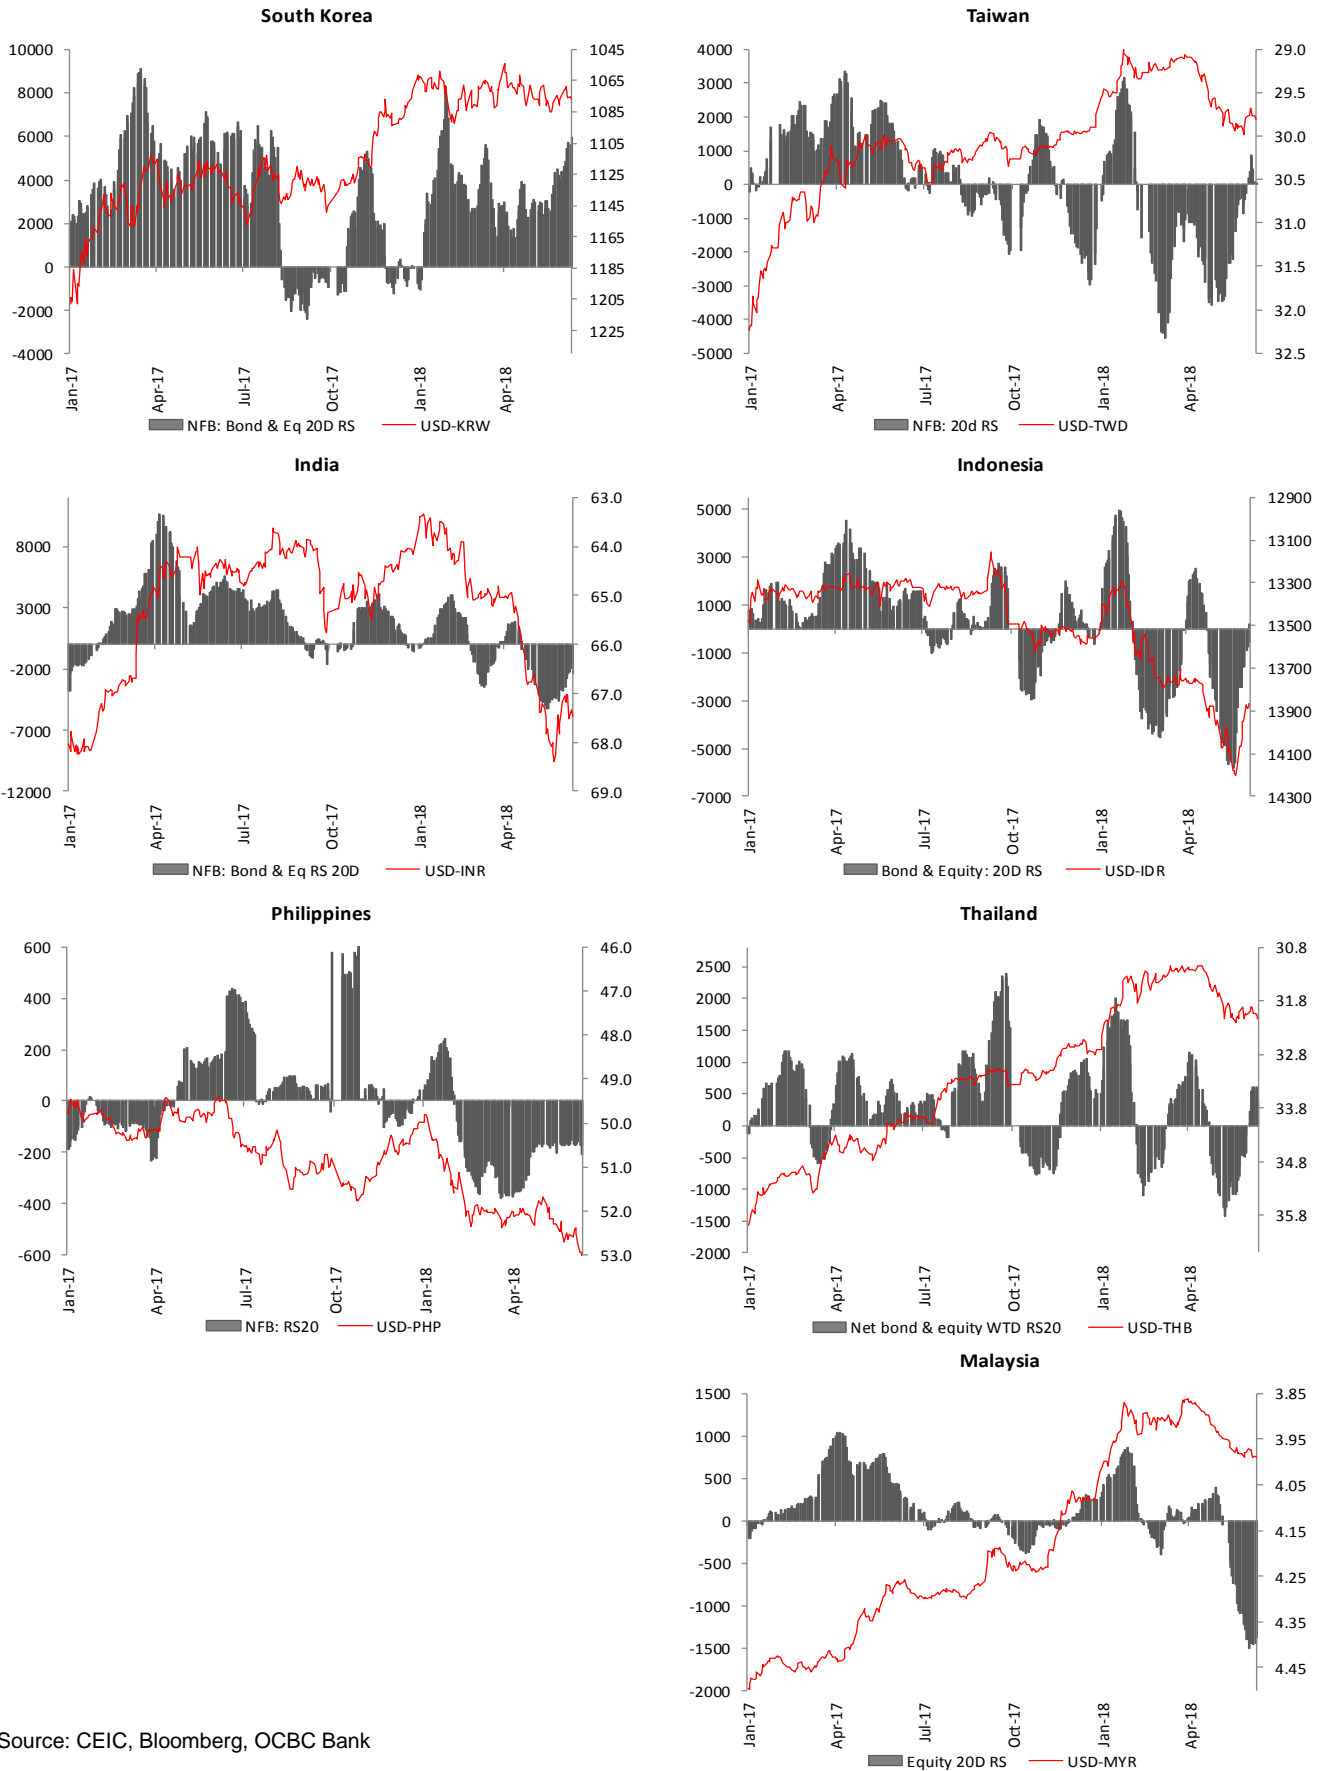 South Korea
10000
8000
6000
4000
2000
0
-2000
-4000
1045
1065
1085
1105
1125
1145
1165
1185
1205
1225
Jan-17
Apr-17
Jul-17
Oct-17
Jan-18
Apr-18
NFB: Bond & Eq 20D RS USD-KRW
Taiwan
4000
3000
2000
1000
0
-1000
-2000
-3000
-4000
-5000
29.0
29.5
30.0
30.5
31.0
31.5
32.0
32.5
Jan-17
Apr-17
Jul-17
Oct-17
Jan-18
Apr-18
NFB: 20d RS USD-TWD
India
8000
3000
-2000
-7000
-12000
63.0
64.0
65.0
66.0
67.0
68.0
69.0
Jan-17
Apr-17
Jul-17
Oct-17
Jan-18
Apr-18
NFB: Bond & Eq RS 20D USD-INR
Indonesia
5000
3000
1000
-1000
-3000
-5000
-7000
12900
13100
13300
13500
13700
13900
14100
14300
Jan-17
Apr-17
Jul-17
Oct-17
Jan-18
Apr-18
Bond & Equity: 20D RS USD-IDR
Philippines
600
400
200
0
-200
-400
-600
46.0
47.0
48.0
49.0
50.0
51.0
52.0
53.0
Jan-17
Apr-17
Jul-17
Oct-17
Jan-18
Apr-18
NFB: RS20 USD-PHP
Thailand
2500
2000
1500
1000
500
0
-500
-1000
-1500
-2000
30.8
31.8
32.8
33.8
34.8
35.8
Jan-17
Apr-17
Jul-17
Oct-17
Jan-18
Apr-18
Net bond & equity WTD RS20 USD-THB
Malaysia
1500
1000
500
0
-500
-1000
-1500
-2000
3.85
3.95
4.05
4.15
4.25
4.35
4.45
Jan-17
Apr-17
Jul-17
Oct-17
Jan-18
Apr-18
Equity 20D RS USD-MYR
Source: CEIC, Bloomberg, OCBC Bank